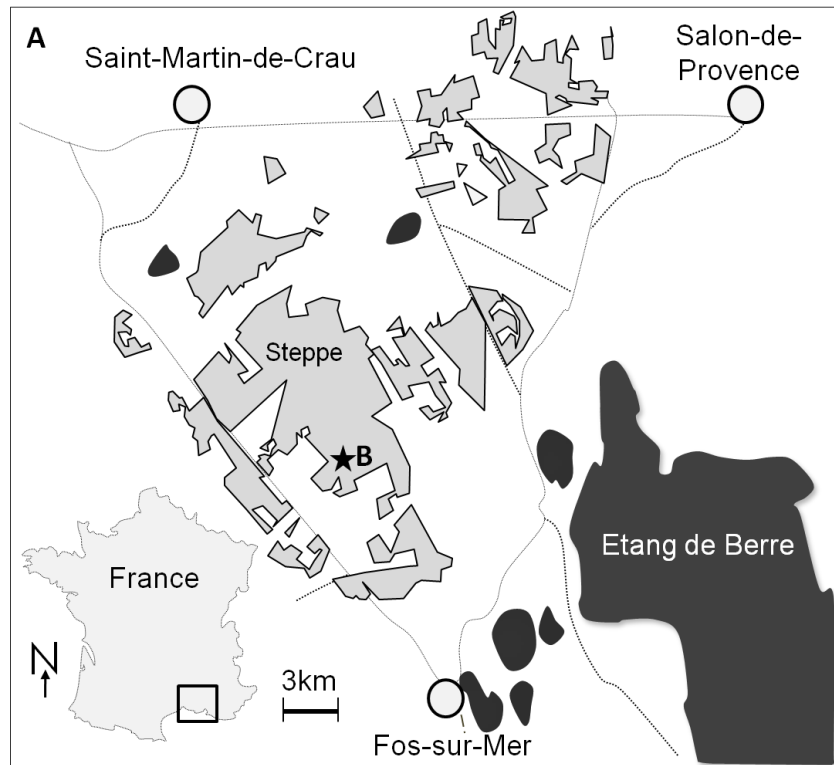 A
Saint-Martin-de-Crau
Salon-de-
Provence
Steppe
B
Etang de Berre
France
N
3km
Fos-sur-Mer